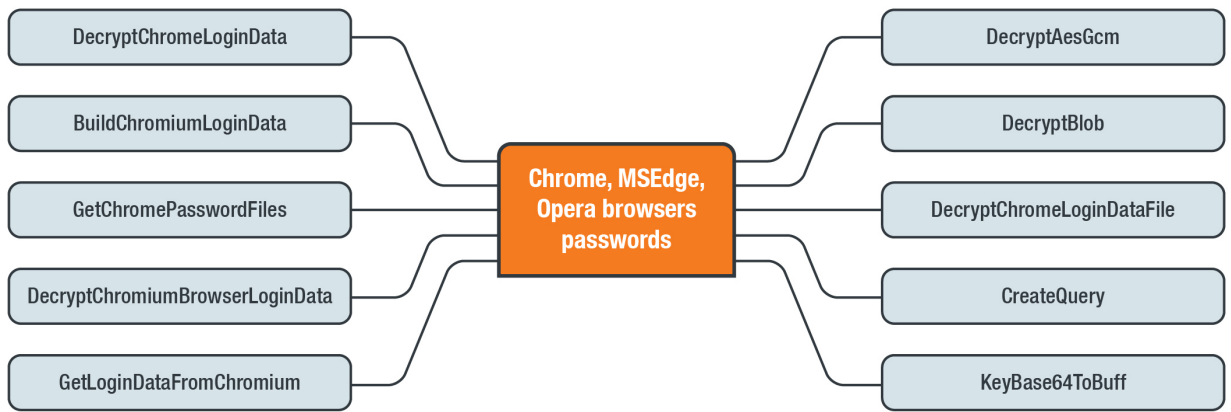 DecryptChromeLoginData
BuildChromiumLoginData
GetChromePasswordFiles
DecryptChromiumBrowserLoginData
GetLoginDataFromChromium
Chrome, MSEdge,
Opera browsers
passwords
DecryptAesGcm
DecryptBlob
DecryptChromeLoginDataFile
CreateQuery
KeyBase64ToBuff